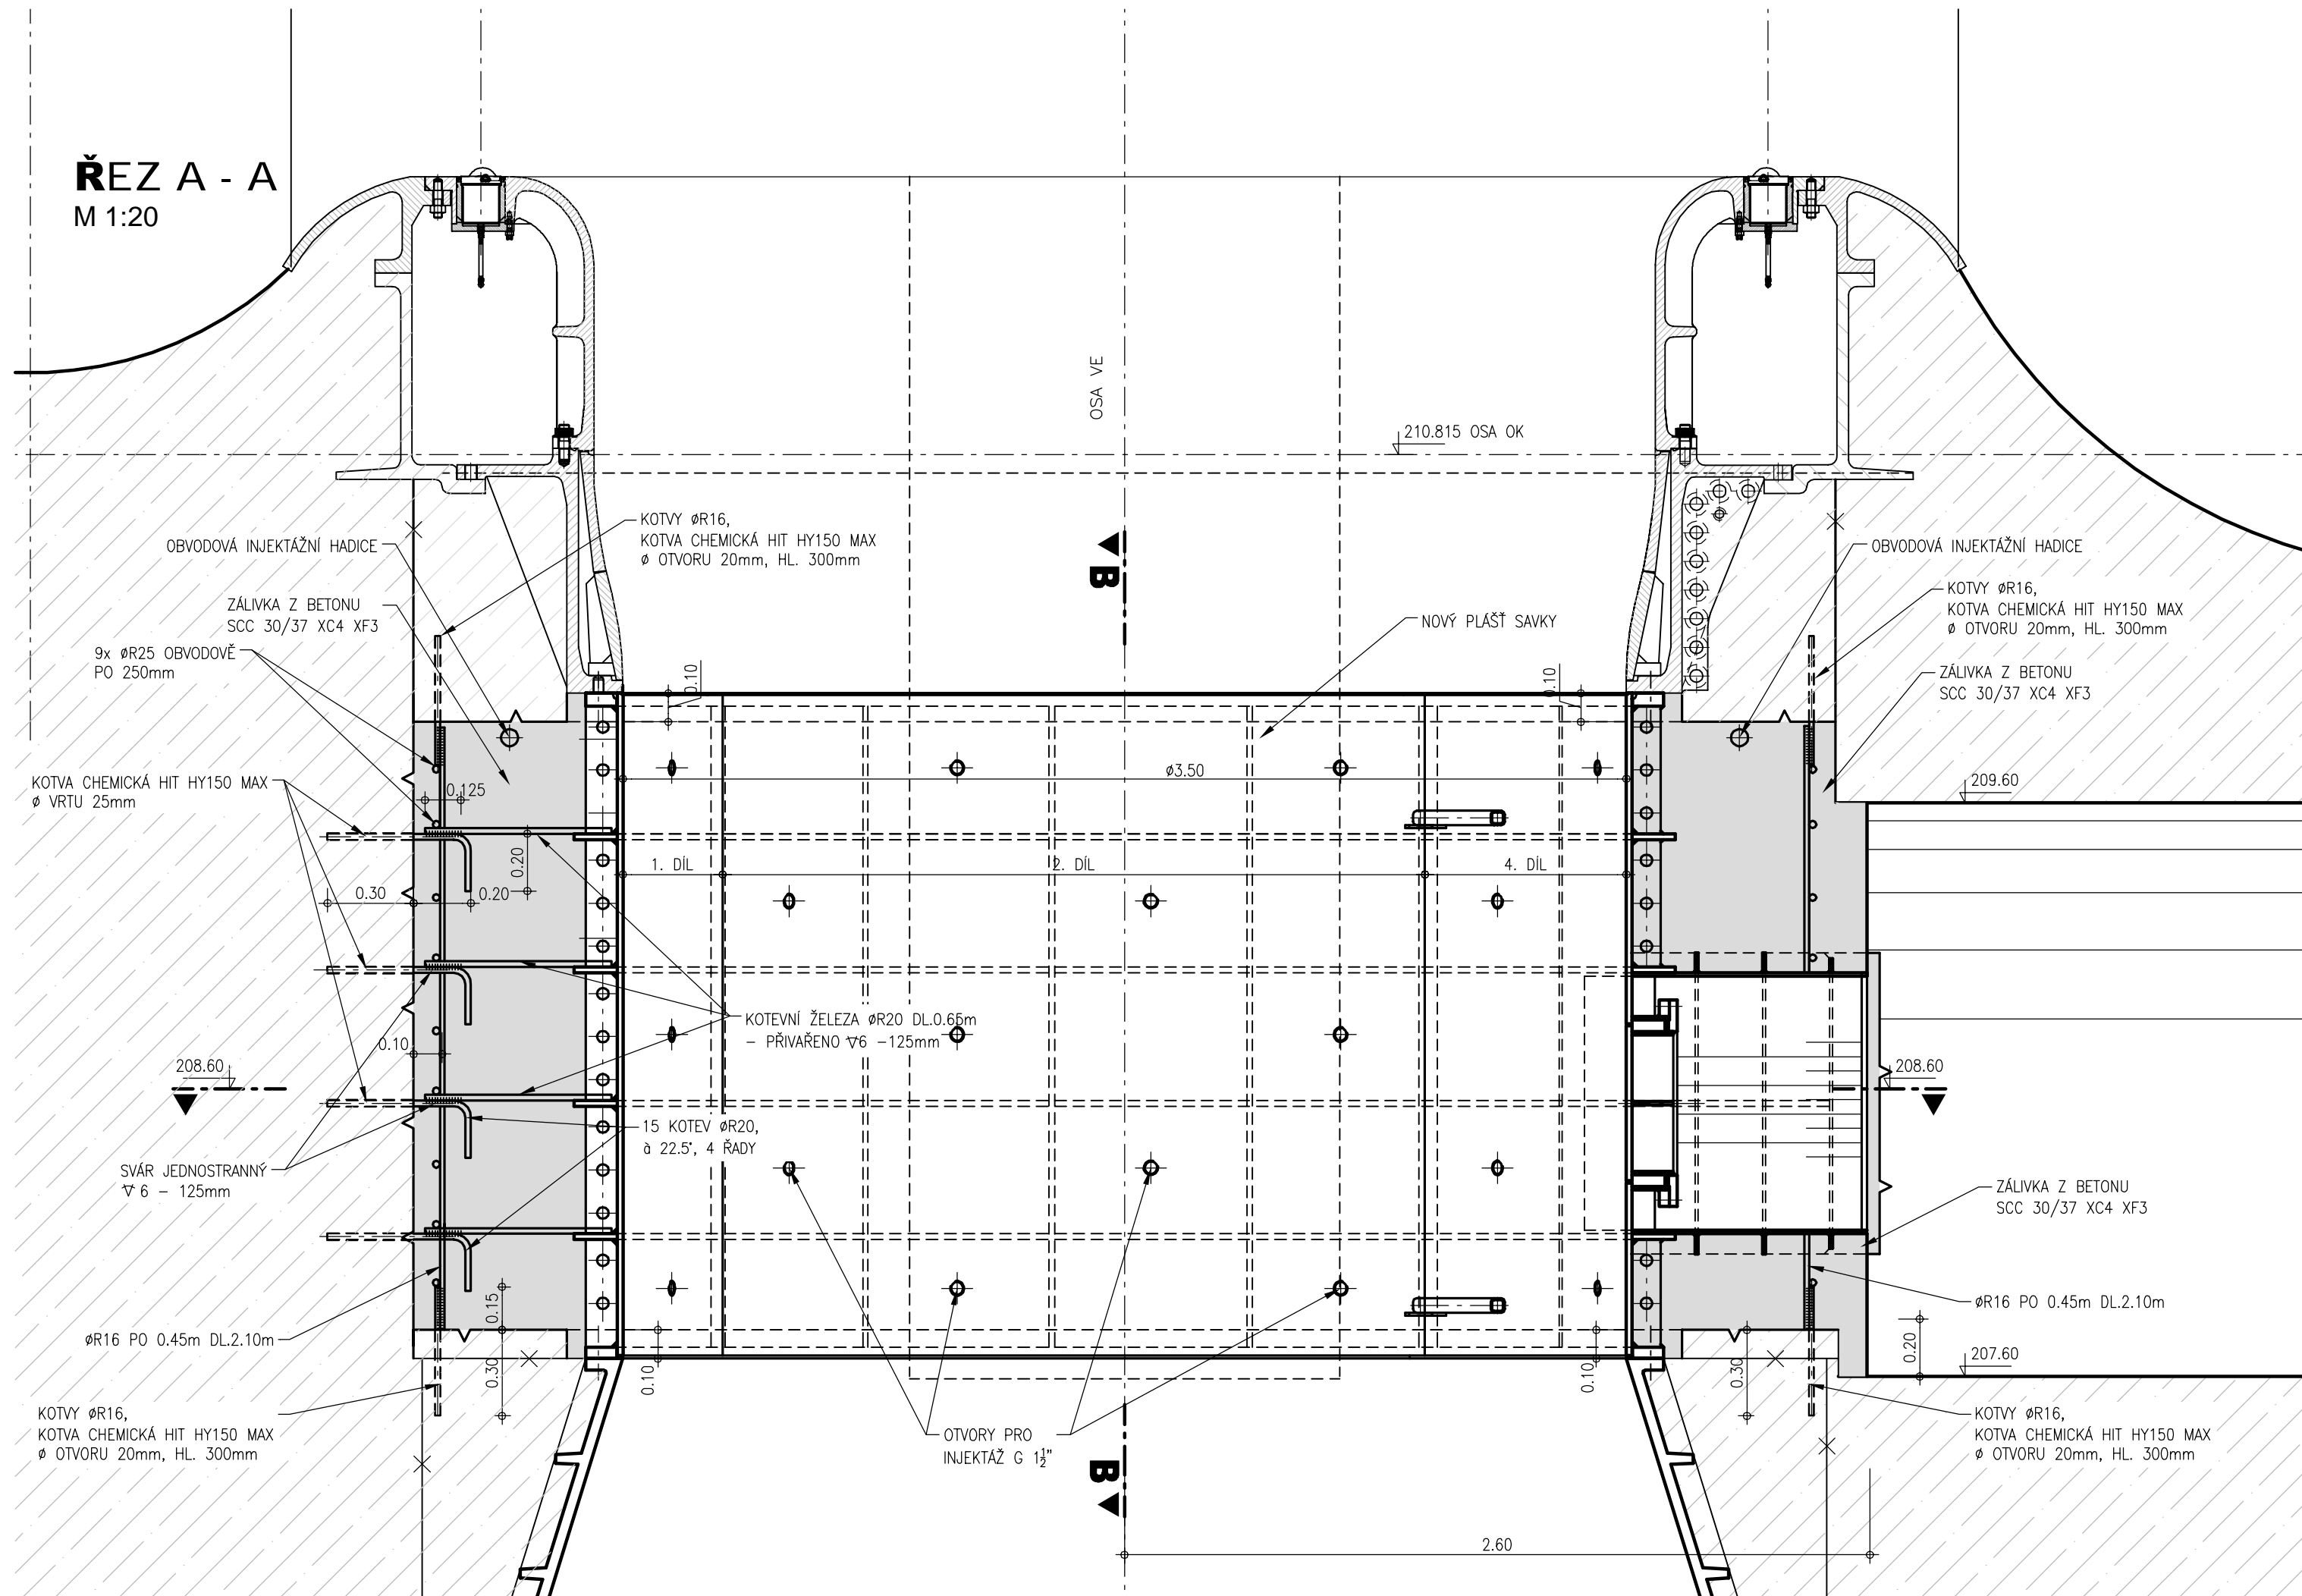 ŘEZ A - A
M 1:20
OSA VE
210.815 OSA OK
KOTVY øR16,
KOTVA CHEMICKÁ HIT HY150 MAX
ø OTVORU 20mm, HL. 300mm
OBVODOVÁ INJEKTÁŽNÍ HADICE
ZÁLIVKA Z BETONU
SCC 30/37 XC4 XF3
9x øR25 OBVODOVĚ
PO 250mm
KOTVA CHEMICKÁ HIT HY150 MAX
ø VRTU 25mm
B
NOVÝ PLÁŠŤ SAVKY
OBVODOVÁ INJEKTÁŽNÍ HADICE
KOTVY øR16,
KOTVA CHEMICKÁ HIT HY150 MAX
ø OTVORU 20mm, HL. 300mm
ZÁLIVKA Z BETONU
SCC 30/37 XC4 XF3
0.10
0.10
ø3.50
209.60
0.125
0.20
0.30
0.20
1. DÍL
2. DÍL
4. DÍL
KOTEVNÍ ŽELEZA øR20 DL.0.65m
- PŘIVAŘENO ▽6 -125mm
0.10
208.60
208.60
15 KOTEV øR20,
à 22.5°, 4 ŘADY
SVÁR JEDNOSTRANNÝ
▽ 6 - 125mm
ZÁLIVKA Z BETONU
SCC 30/37 XC4 XF3
0.15
0.30
0.10
øR16 PO 0.45m DL.2.10m
øR16 PO 0.45m DL.2.10m
0.10
0.30
0.20
207.60
KOTVY øR16,
KOTVA CHEMICKÁ HIT HY150 MAX
ø OTVORU 20mm, HL. 300mm
OTVORY PRO
INJEKTÁŽ G 1½"
B
KOTVY øR16,
KOTVA CHEMICKÁ HIT HY150 MAX
ø OTVORU 20mm, HL. 300mm
2.60